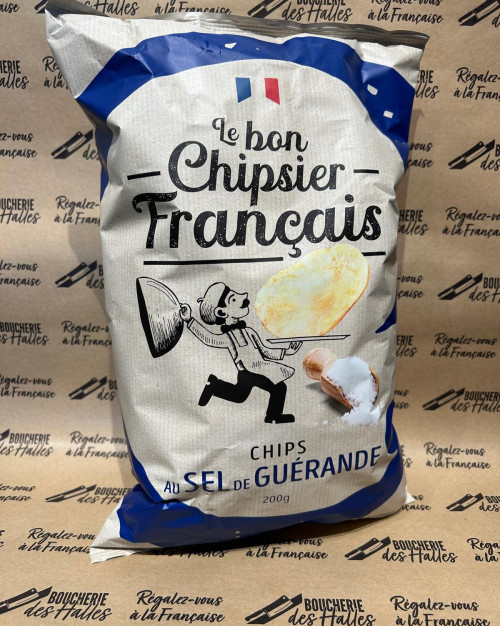 Le bon
Chipsier
Français
CHIPS
AU SEL DE GUÉRANDE
200g
BOUCHERIE
des Halles
Régalez-vous
à la Française